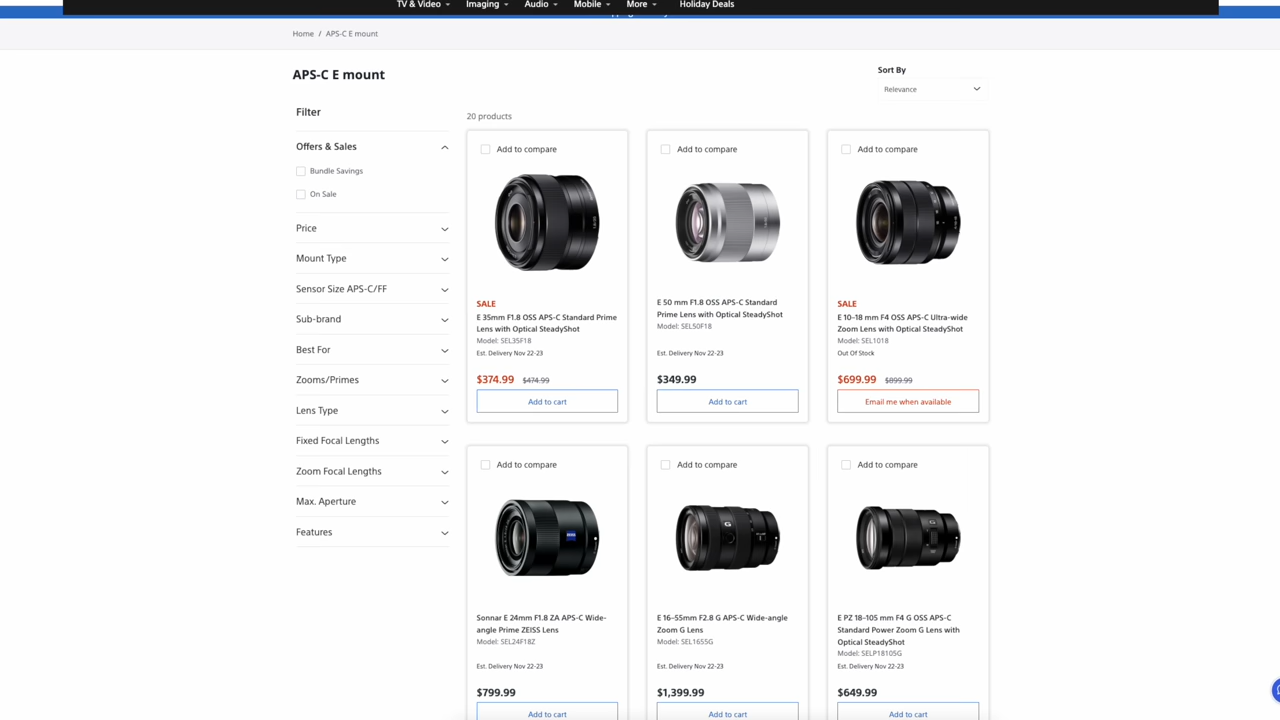 TV & Video Imaging Audio Mobile More Holiday Deals
Home / APS-C E mount
APS-C E mount
Sort By
Relevance
Filter
20 products
Offers & Sales
Bundle Savings
On Sale
Price
Mount Type
Sensor Size APS-C/FF
Sub-brand
Best For
Zooms/Primes
Lens Type
Fixed Focal Lengths
Zoom Focal Lengths
Max. Aperture
Features
Add to compare
SALE
E 35mm F1.8 OSS APS-C Standard Prime
Lens with Optical SteadyShot
Model: SEL35F18
Est. Delivery Nov 22-23
$374.99 $474.99
Add to cart
Add to compare
E 50 mm F1.8 OSS APS-C Standard
Prime Lens with Optical SteadyShot
Model: SEL50F18
Est. Delivery Nov 22-23
$349.99
Add to cart
Add to compare
SALE
E 10-18 mm F4 OSS APS-C Ultra-wide
Zoom Lens with Optical SteadyShot
Model: SEL1018
Out Of Stock
$699.99 $899.99
Email me when available
Add to compare
Sonnar E 24mm F1.8 ZA APS-C Wide-
angle Prime ZEISS Lens
Model: SEL24F18Z
Est. Delivery Nov 22-23
$799.99
Add to cart
Add to compare
G
E 16-55mm F2.8 G APS-C Wide-angle
Zoom G Lens
Model: SEL1655G
Est. Delivery Nov 22-23
$1,399.99
Add to cart
Add to compare
G
E PZ 18-105 mm F4 G OSS APS-C
Standard Power Zoom G Lens with
Optical SteadyShot
Model: SELP18105G
Est. Delivery Nov 22-23
$649.99
Add to cart